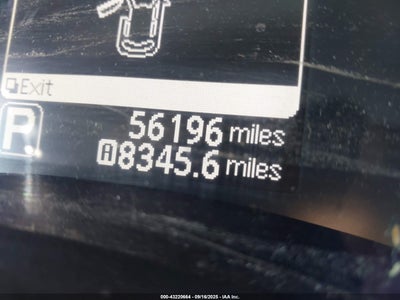 Exit
56196 miles
P
A 8345.6 miles
000-43220664 - 09/16/2025 - IAA Inc.